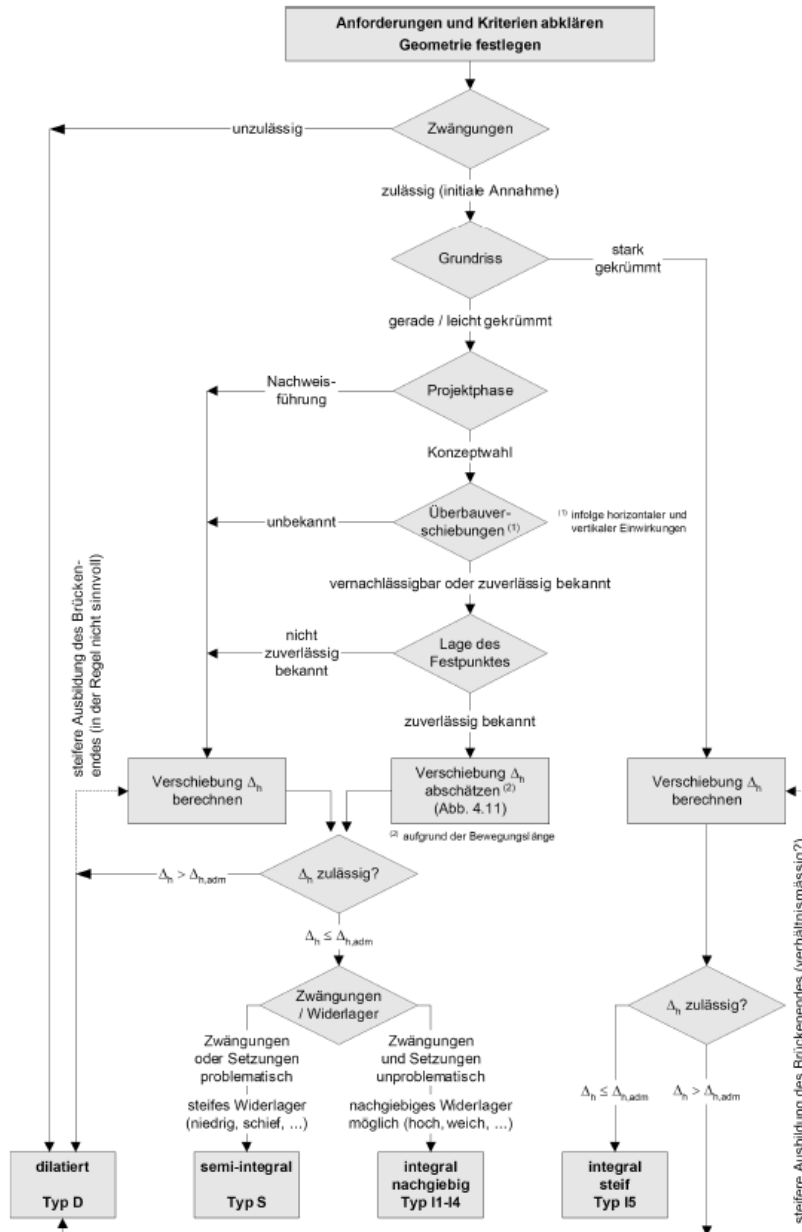 Anforderungen und Kriterien abklären
Geometrie festlegen
unzulässig
Zwängungen
zulässig (initiale Annahme)
Grundriss
stark
gekrümmt
gerade / leicht gekrümmt
Nachweis-
führung
Projektphase
Konzeptwahl
unbekannt
Überbauver-
schiebungen (1)
(1) infolge horizontaler und
vertikaler Einwirkungen
vernachlässigbar oder zuverlässig bekannt
nicht
zuverlässig
bekannt
Lage des
Festpunktes
zuverlässig bekannt
steifere Ausbildung des Brücken-
endes (in der Regel nicht sinnvoll)
Verschiebung Δh
berechnen
Verschiebung Δh
abschätzen (2)
(Abb. 4.11)
Verschiebung Δh
berechnen
(2) aufgrund der Bewegungslänge
Δh > Δh,adm
Δh zulässig?
Δh ≤ Δh,adm
Zwängungen
/ Widerlager
Zwängungen
oder Setzungen
problematisch
steifes Widerlager
(niedrig, schief, ...)
Zwängungen
und Setzungen
unproblematisch
nachgiebiges Widerlager
möglich (hoch, weich, ...)
Δh zulässig?
Δh ≤ Δh,adm
Δh > Δh,adm
steifere Ausbildung des Brückenendes (verhältnismässig?)
dilatiert
Typ D
semi-integral
Typ S
integral
nachgiebig
Typ I1-I4
integral
steif
Typ I5